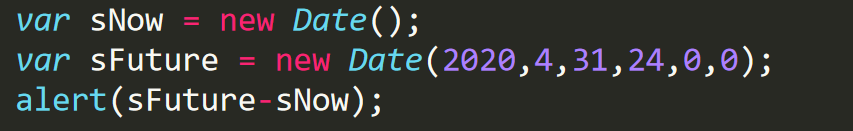 var sNow = new Date();
var sFuture = new Date(2020,4,31,24,0,0);
alert(sFuture-sNow);